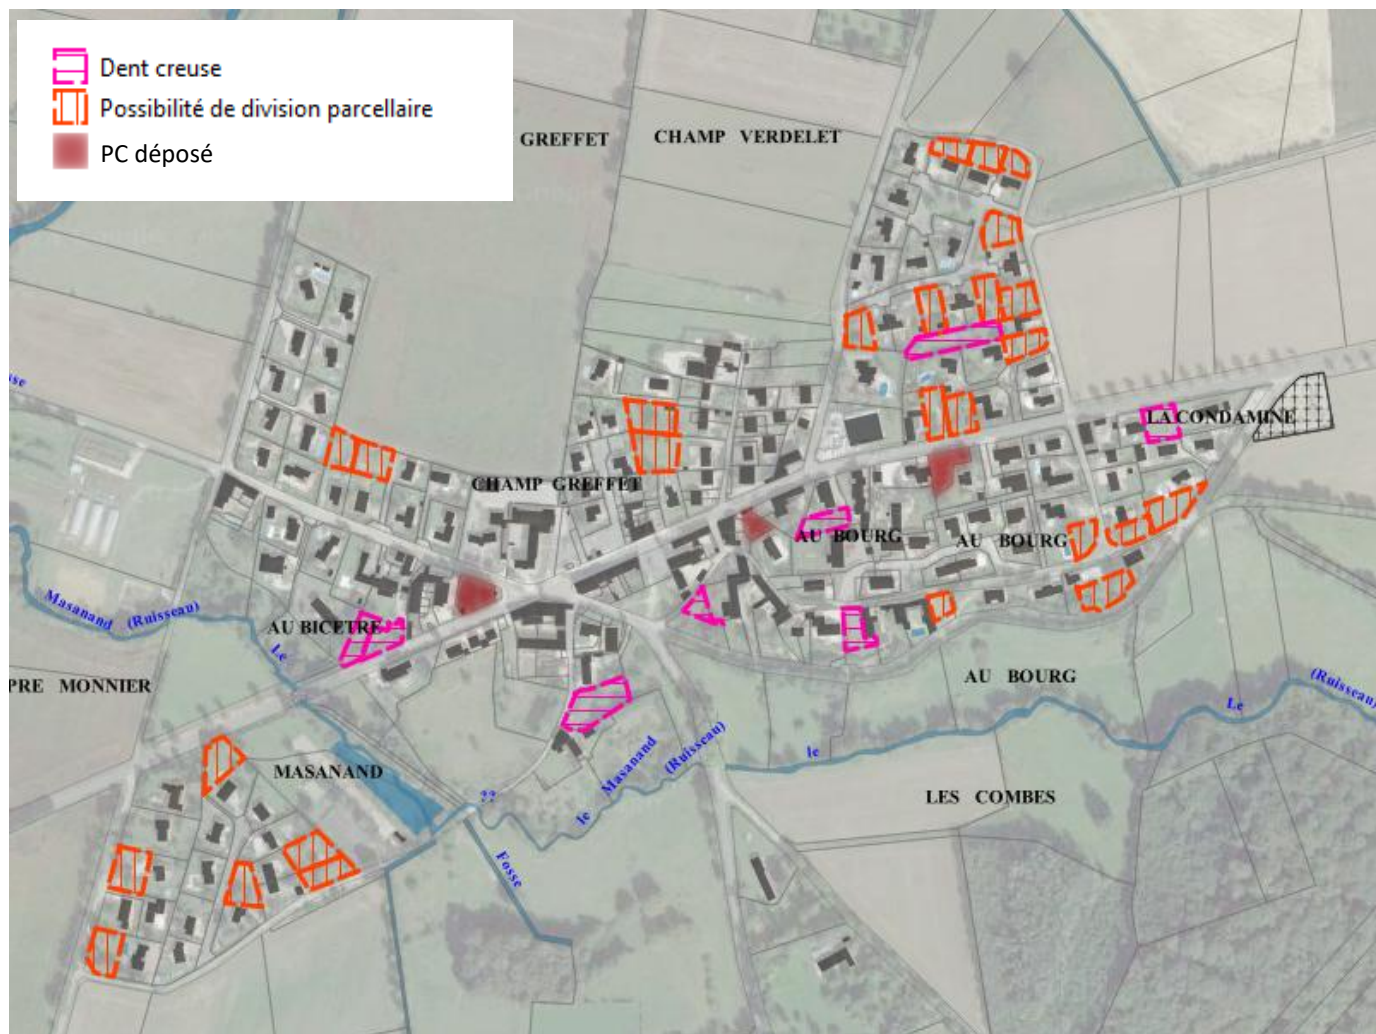 Dent creuse
Possibilité de division parcellaire
PC déposé
GREFFET
CHAMP VERDELET
sse
LA CONDAMINE
CHAMP GREFFET
AU BOURG
AU BOURG
Masanand (Ruisseau)
AU BICETRE
Le
PRE MONNIER
AU BOURG
(Ruisseau)
Le
le
MASANAND
le Masanand (Ruisseau)
??
LES COMBES
Fosse